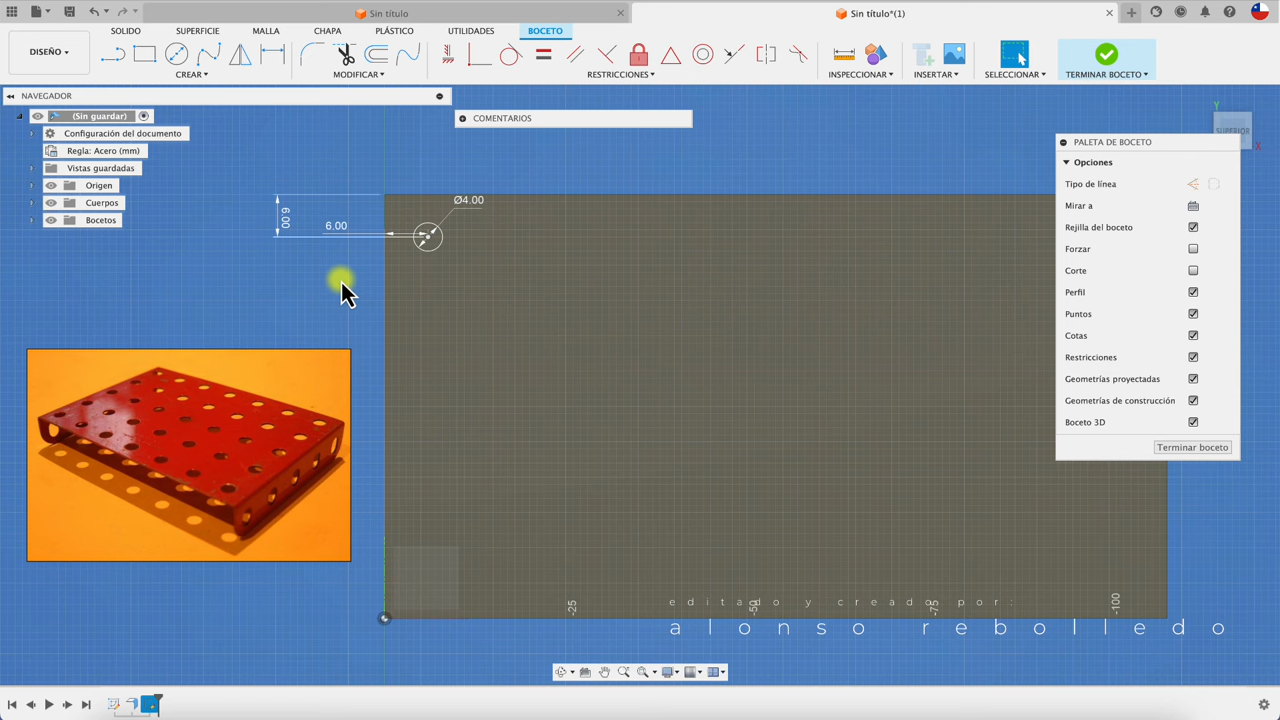 Sin título
Sin título*(1)
DISEÑO
SÓLIDO
SUPERFICIE
MALLA
CHAPA
PLÁSTICO
UTILIDADES
BOCETO
CREAR
MODIFICAR
RESTRICCIONES
INSPECCIONAR
INSERTAR
SELECCIONAR
TERMINAR BOCETO
NAVEGADOR
COMENTARIOS
(Sin guardar)
Configuración del documento
Regla: Acero (mm)
Vistas guardadas
Origen
Cuerpos
Bocetos
Y
SUPERIOR
X
PALETA DE BOCETO
Opciones
Tipo de línea
Mirar a
Rejilla del boceto
Forzar
Corte
Perfil
Puntos
Cotas
Restricciones
Geometrías proyectadas
Geometrías de construcción
Boceto 3D
Terminar boceto
Ø4.00
6.00
6.00
-25
-50
-75
-100
editado y creado por:
alonso rebolledo